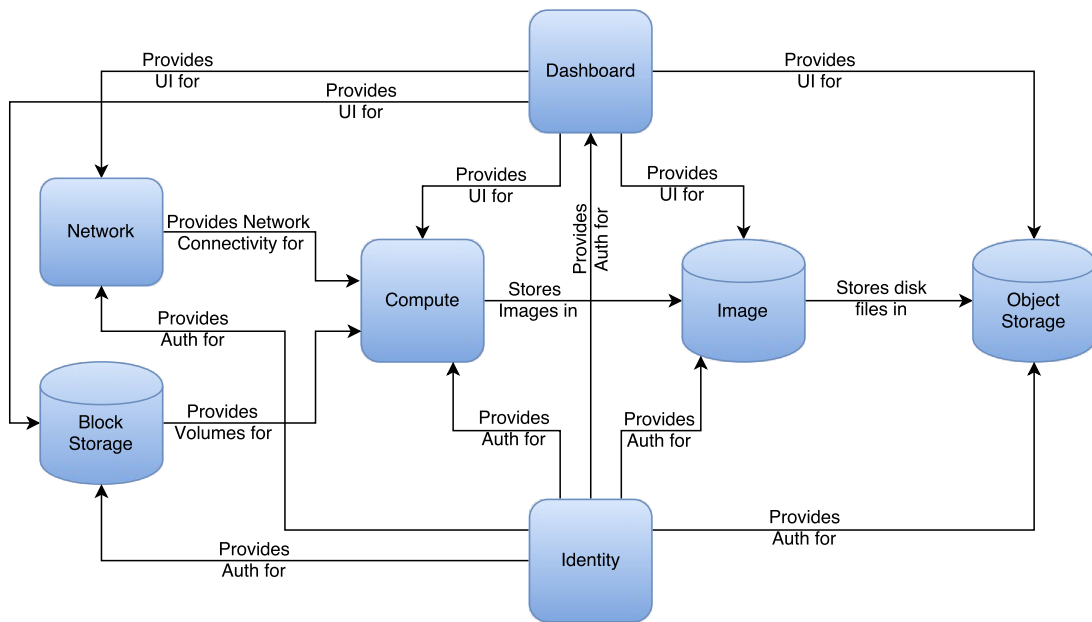 Dashboard
Provides
UI for
Provides
UI for
Provides
UI for
Provides
UI for
Provides
UI for
Provides
Auth for
Network
Provides Network
Connectivity for
Compute
Stores
Images in
Image
Stores disk
files in
Object
Storage
Provides
Auth for
Block
Storage
Provides
Volumes for
Provides
Auth for
Provides
Auth for
Provides
Auth for
Provides
Auth for
Identity